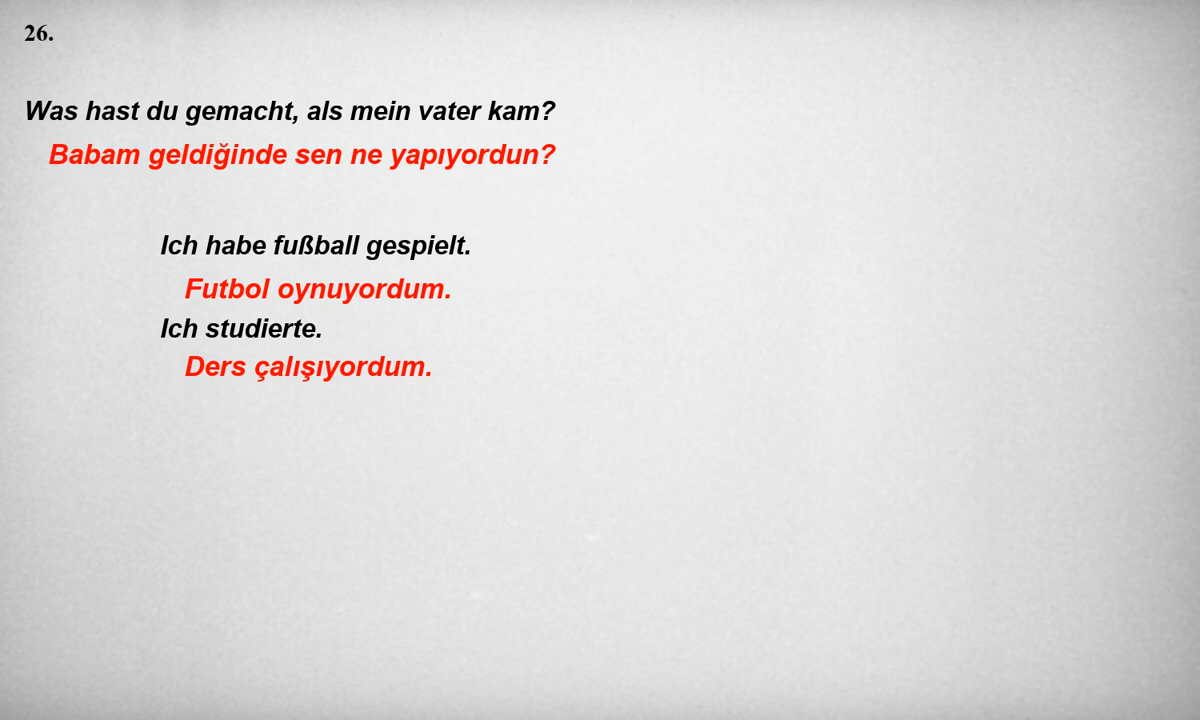 26.
Was hast du gemacht, als mein vater kam?
Babam geldiğinde sen ne yapıyordun?
Ich habe fußball gespielt.
Futbol oynuyordum.
Ich studierte.
Ders çalışıyordum.